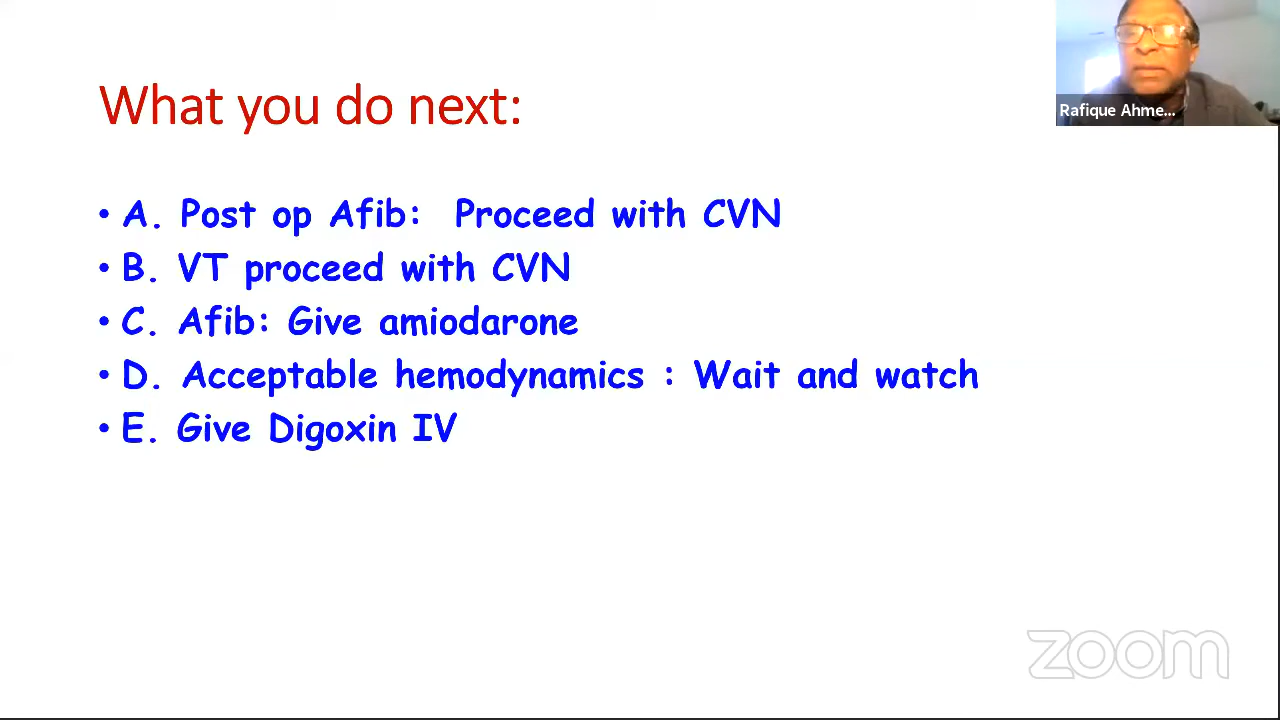 What you do next:
Rafique Ahme...
• A. Post op Afib: Proceed with CVN
• B. VT proceed with CVN
• C. Afib: Give amiodarone
• D. Acceptable hemodynamics : Wait and watch
• E. Give Digoxin IV
zoom